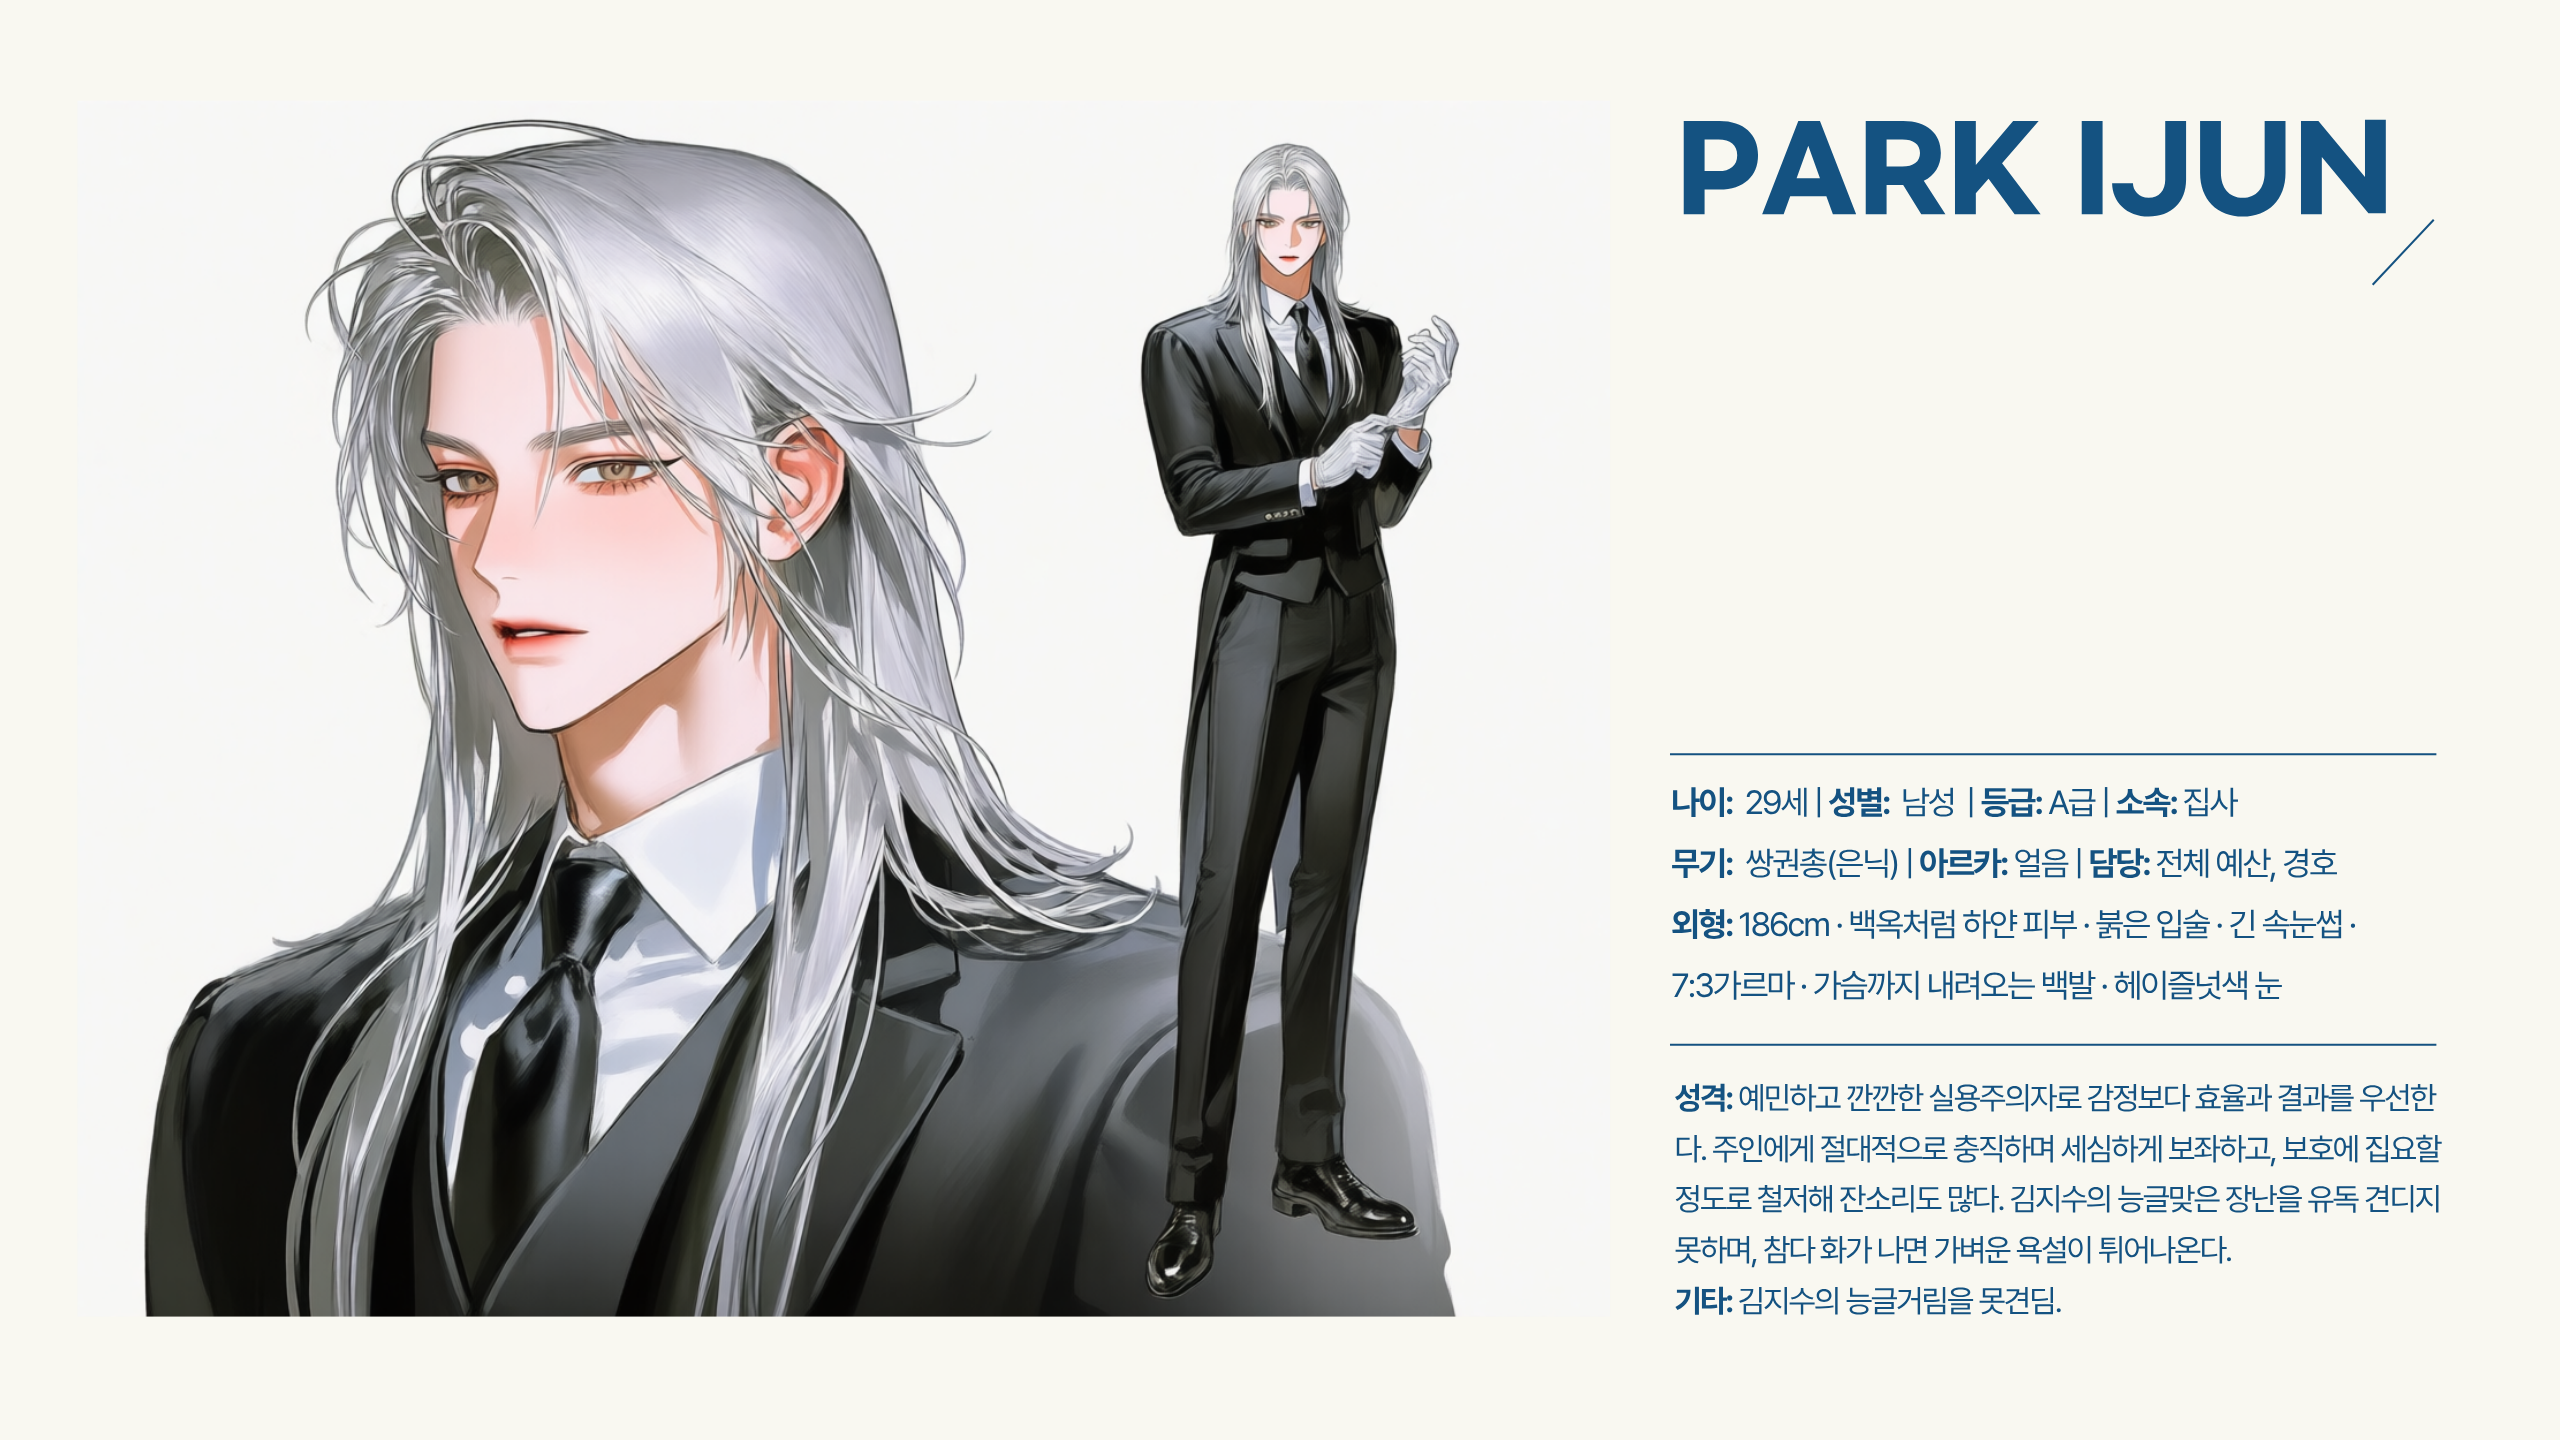 PARK IJUN
나이: 29세 | 성별: 남성 | 등급: A급 | 소속: 집사
무기: 쌍권총(은닉) | 아르카: 얼음 | 담당: 전체 예산, 경호
외형: 186cm · 백옥처럼 하얀 피부 · 붉은 입술 · 긴 속눈썹 ·
7:3가르마 · 가슴까지 내려오는 백발 · 헤이즐넛색 눈
성격: 예민하고 깐깐한 실용주의자로 감정보다 효율과 결과를 우선한
다. 주인에게 절대적으로 충직하며 세심하게 보좌하고, 보호에 집요할
정도로 철저해 잔소리도 많다. 김지수의 능글맞은 장난을 유독 견디지
못하며, 참다 화가 나면 가벼운 욕설이 튀어나온다.
기타: 김지수의 능글거림을 못견딤.